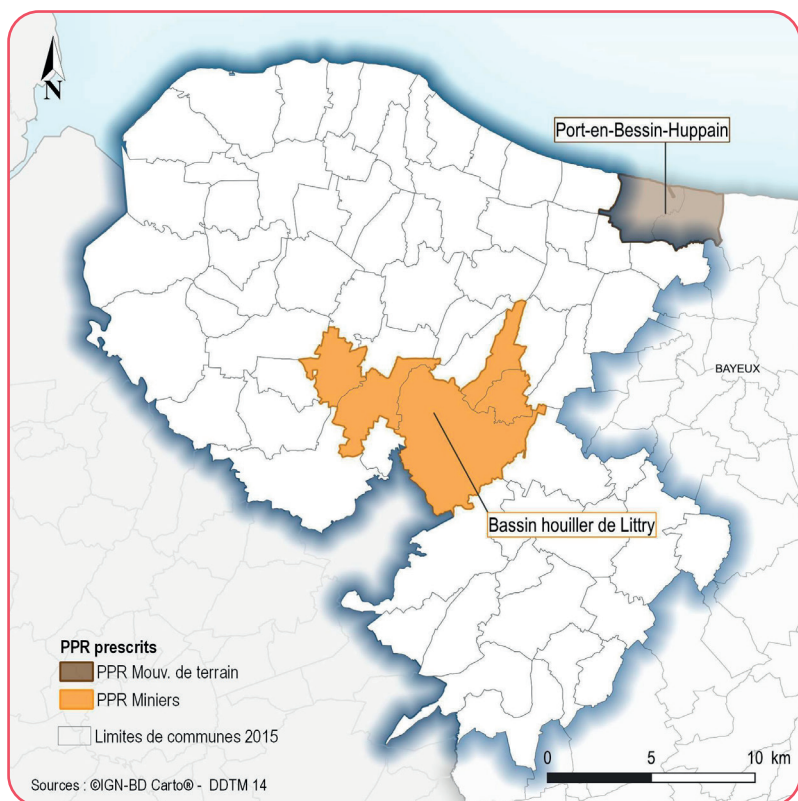 N
Port-en-Bessin-Huppain
BAYEUX
Bassin houiller de Littry
PPR prescrits
PPR Mouv. de terrain
PPR Miniers
Limites de communes 2015
0 5 10 km
Sources : ©IGN-BD Carto® - DDTM 14